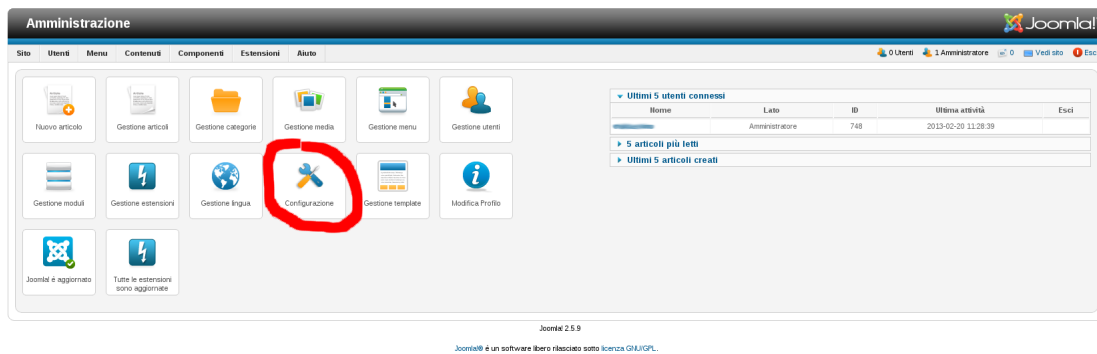 Amministrazione
Joomla!
Sito Utenti Menu Contenuti Componenti Estensioni Aiuto
0 Utenti 1 Amministratore 0 Vedi sito Esci
Nuovo articolo Gestione articoli Gestione categorie Gestione media Gestione menu Gestione utenti
Gestione moduli Gestione estensioni Gestione lingua Configurazione Gestione template Modifica Profilo
Joomla! é aggiornato Tutte le estensioni
sono aggiornate
Ultimi 5 utenti connessi
Nome Lato ID Ultima attività Esci
Amministratore 748 2013-02-20 11:28:39
5 articoli più letti
Ultimi 5 articoli creati
Joomla! 2.5.9
Joomla!® é un software libero rilasciato sotto licenza GNU/GPL.